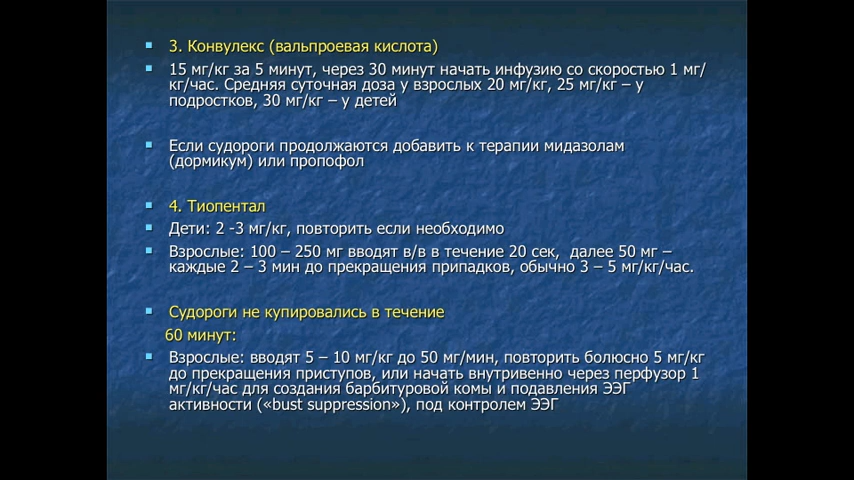 3. Конвулекс (вальпроевая кислота)
15 мг/кг за 5 минут, через 30 минут начать инфузию со скоростью 1 мг/
кг/час. Средняя суточная доза у взрослых 20 мг/кг, 25 мг/кг – у
подростков, 30 мг/кг – у детей
Если судороги продолжаются добавить к терапии мидазолам
(дормикум) или пропофол
4. Тиопентал
Дети: 2 -3 мг/кг, повторить если необходимо
Взрослые: 100 – 250 мг вводят в/в в течение 20 сек, далее 50 мг –
каждые 2 – 3 мин до прекращения припадков, обычно 3 – 5 мг/кг/час.
Судороги не купировались в течение
60 минут:
Взрослые: вводят 5 – 10 мг/кг до 50 мг/мин, повторить болюсно 5 мг/кг
до прекращения приступов, или начать внутривенно через перфузор 1
мг/кг/час для создания барбитуровой комы и подавления ЭЭГ
активности («bust suppression»), под контролем ЭЭГ